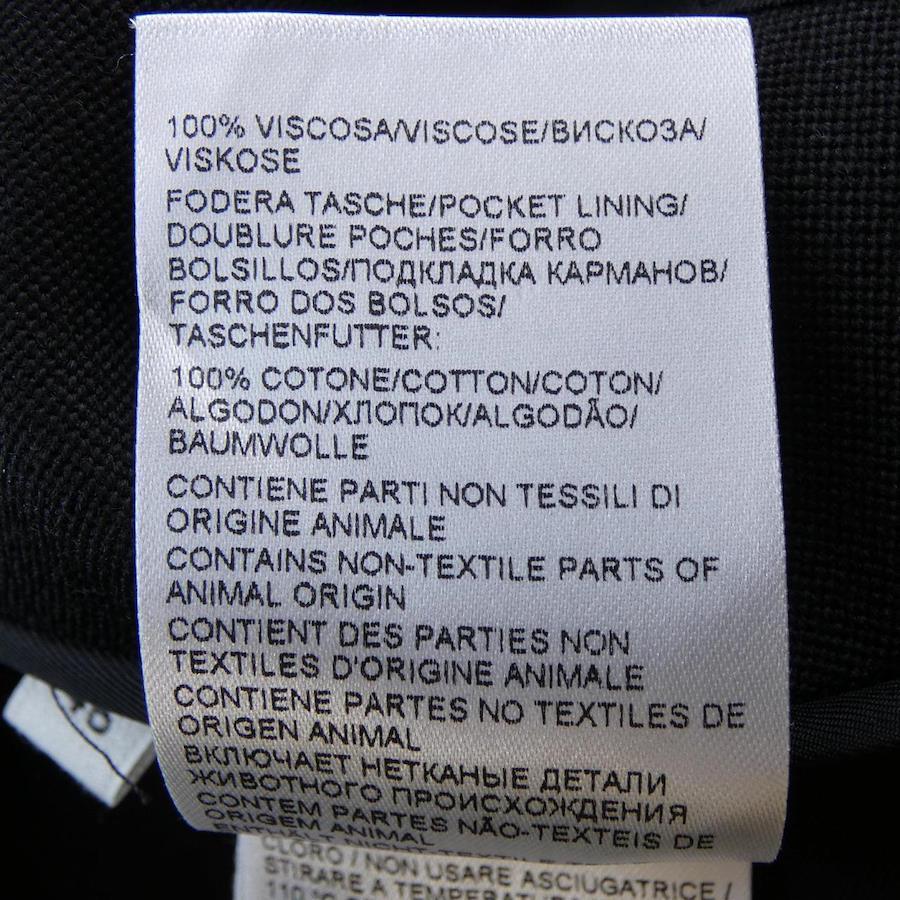 100% VISCOSA/VISCOSE/ВИСКОЗА/
VISKOSE
FODERA TASCHE/POCKET LINING/
DOUBLURE POCHES/FORRO
BOLSILLOS/ПОДКЛАДКА КАРМАНОВ/
FORRO DOS BOLSOS/
TASCHENFUTTER:
100% COTONE/COTTON/COTON/
ALGODON/ХЛОПОК/ALGODÃO/
BAUMWOLLE
CONTIENE PARTI NON TESSILI DI
ORIGINE ANIMALE
CONTAINS NON-TEXTILE PARTS OF
ANIMAL ORIGIN
CONTIENT DES PARTIES NON
TEXTILES D'ORIGINE ANIMALE
CONTIENE PARTES NO TEXTILES DE
ORIGEN ANIMAL
ВКЛЮЧАЕТ НЕТКАНЫЕ ДЕТАЛИ
ЖИВОТНОГО ПРОИСХОЖДЕНИЯ
CONTEM PARTES NÃO-TEXTEIS DE
ORIGEM ANIMAL
CLORO / NON USARE ASCIUGATRICE /
STIRARE A
110